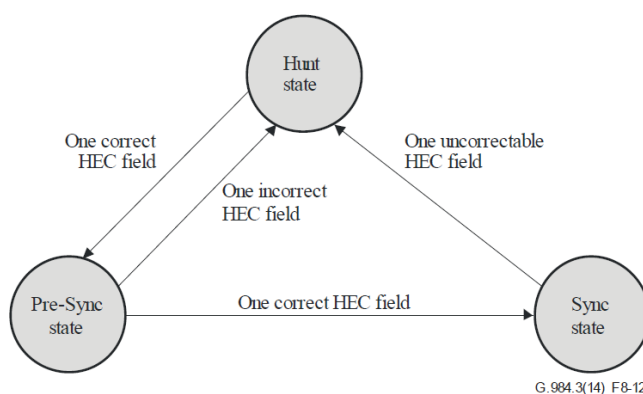 Hunt
state
One correct
HEC field
One uncorrectable
HEC field
One incorrect
HEC field
Pre-Sync
state
One correct HEC field
Sync
state
G.984.3(14)_F8-12